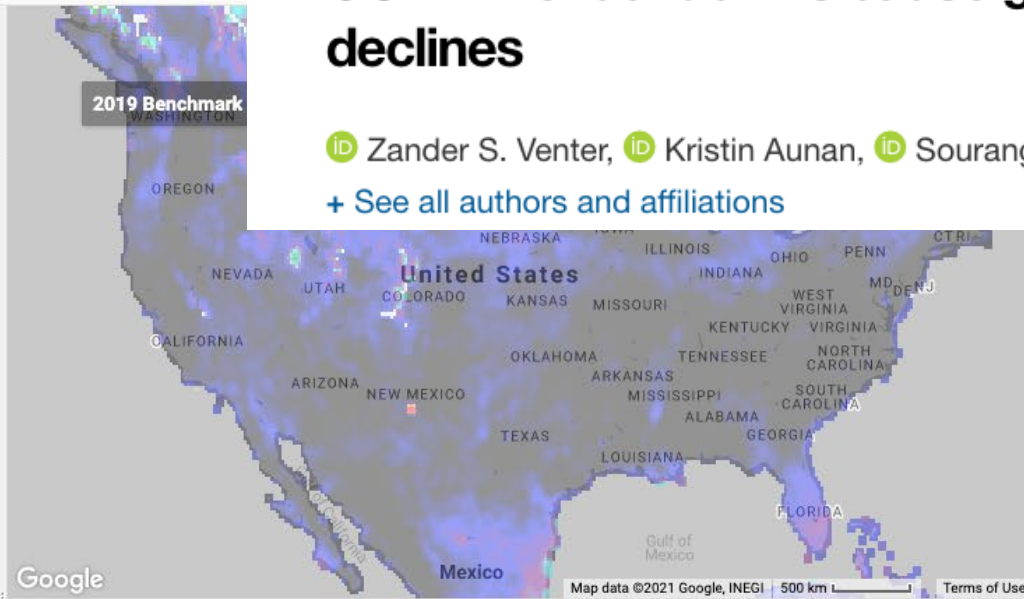 declines
iD Zander S. Venter, iD Kristin Aunan, iD
+ See all authors and affiliations
2019 Benchmark
WASHINGTON
OREGON
NEBRASKA
ILLINOIS
OHIO
PENN
NEVADA
UTAH
United States
COLORADO
KANSAS
MISSOURI
INDIANA
WEST
VIRGINIA
MD
DE
NJ
KENTUCKY
VIRGINIA
CALIFORNIA
OKLAHOMA
TENNESSEE
NORTH
CAROLINA
ARIZONA
NEW MEXICO
ARKANSAS
MISSISSIPPI
SOUTH
CAROLINA
ALABAMA
TEXAS
GEORGIA
LOUISIANA
FLORIDA
Gulf of
Mexico
Mexico
Google
Map data ©2021 Google, INEGI
500 km
Terms of Use